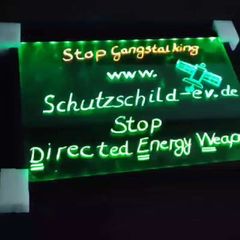 Stop Gangstalking
www.
Schutzschild-ev.de
Stop
Directed Energy Weap